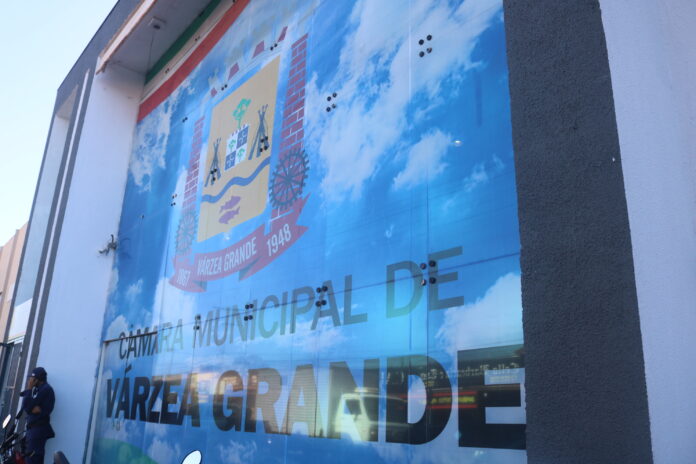 1867 VÁRZEA GRANDE 1948
CÂMARA MUNICIPAL DE
VÁRZEA GRANDE